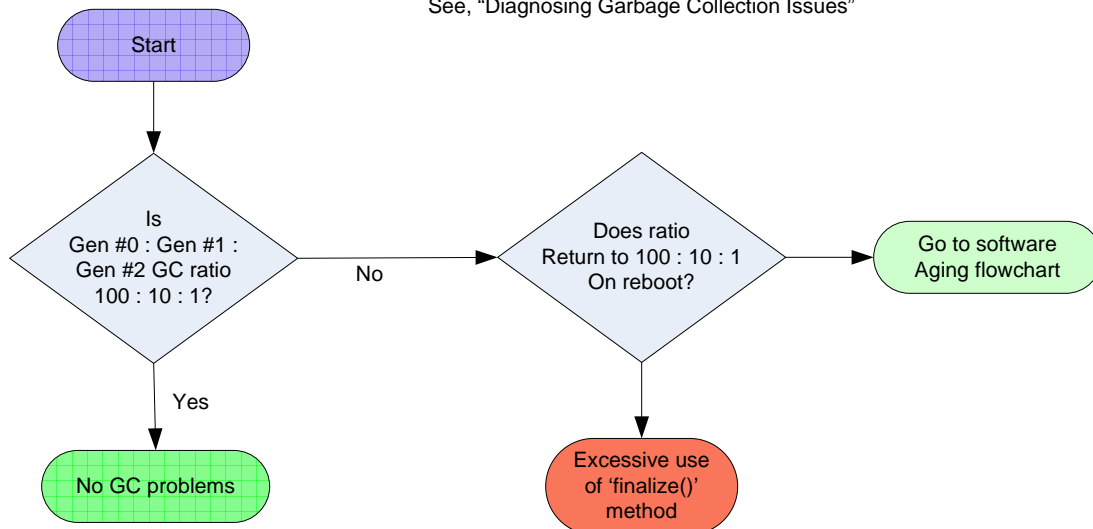 See, “Diagnosing Garbage Collection Issues”
Start
Is
Gen #0 : Gen #1 :
Gen #2 GC ratio
100 : 10 : 1?
No
Does ratio
Return to 100 : 10 : 1
On reboot?
Go to software
Aging flowchart
Yes
No GC problems
Excessive use
of ‘finalize()’
method